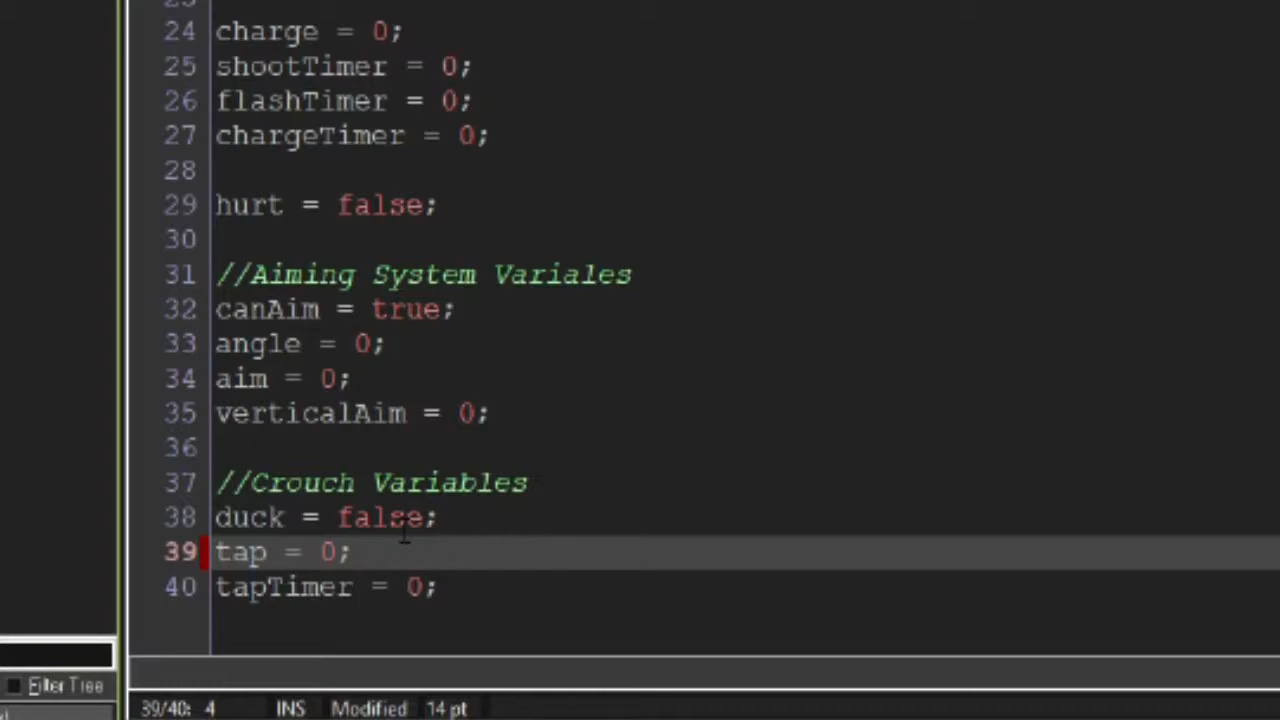 23
24 charge = 0;
25 shootTimer = 0;
26 flashTimer = 0;
27 chargeTimer = 0;
28
29 hurt = false;
30
31 //Aiming System Variales
32 canAim = true;
33 angle = 0;
34 aim = 0;
35 verticalAim = 0;
36
37 //Crouch Variables
38 duck = false;
39 tap = 0;
40 tapTimer = 0;
Filter Tree
39/40: 4 INS Modified 14 pt